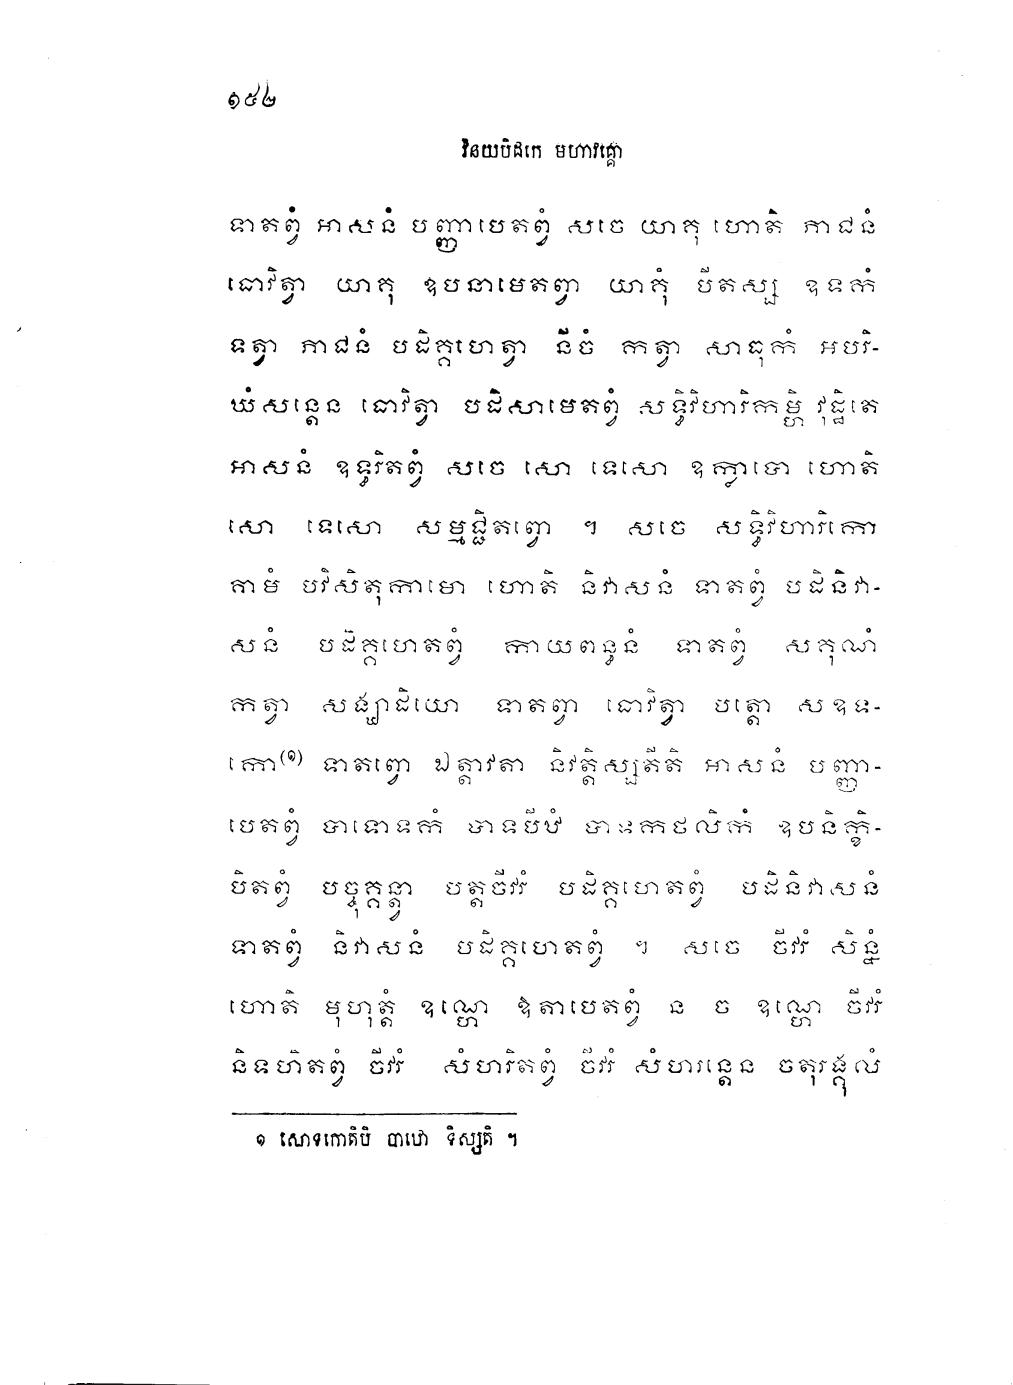 ១៥២
វិនយបិដកេ មហាវគ្គោ
ទាតព្វំ អាសនំ បញ្ញាបេតព្វំ សចេ យាគុ ហោតិ ភាជនំ
ធោវិត្វា យាគុ ឧបនាមេតព្វា យាគុំ បីតស្ស ឧទកំ
ទត្វា ភាជនំ បដិគ្គហេត្វា នីចំ កត្វា សាធុកំ អបរិ-
ឃំសន្តេន ធោវិត្វា បដិសាមេតព្វំ សទ្ធិវិហារិកម្ហិ វុដ្ឋិតេ
អាសនំ ឧទ្ធរិតព្វំ សចេ សោ ទេសោ ឧក្លាបោ ហោតិ
សោ ទេសោ សម្មជ្ជិតព្វោ ។ សចេ សទ្ធិវិហារិកោ
គាមំ បវិសិតុកាមោ ហោតិ និវាសនំ ទាតព្វំ បដិនិវា-
សនំ បដិគ្គហេតព្វំ កាយពន្ធនំ ទាតព្វំ សគុណំ
កត្វា សង្ឃាដិយោ ទាតព្វា ធោវិត្វា បត្តោ សឧទ-
កោ(១) ទាតព្វោ ឯត្តាវតា និវត្តិស្សតីតិ អាសនំ បញ្ញា-
បេតព្វំ បាទោទកំ បាទបីឋំ បាទកថលិកំ ឧបនិក្ខិ-
បិតព្វំ បច្ចុគ្គន្ត្វា បត្តចីវរំ បដិគ្គហេតព្វំ បដិនិវាសនំ
ទាតព្វំ និវាសនំ បដិគ្គហេតព្វំ ។ សចេ ចីវរំ សិន្នំ
ហោតិ មុហុត្តំ ឧណ្ហេ ឱតាបេតព្វំ ន ច ឧណ្ហេ ចីវរំ
និទហិតព្វំ ចីវរំ សំហរិតព្វំ ចីវរំ សំហរន្តេន ចតុរង្គុលំ
១ សោទកោតិបិ បាឋោ ទិស្សតិ ។